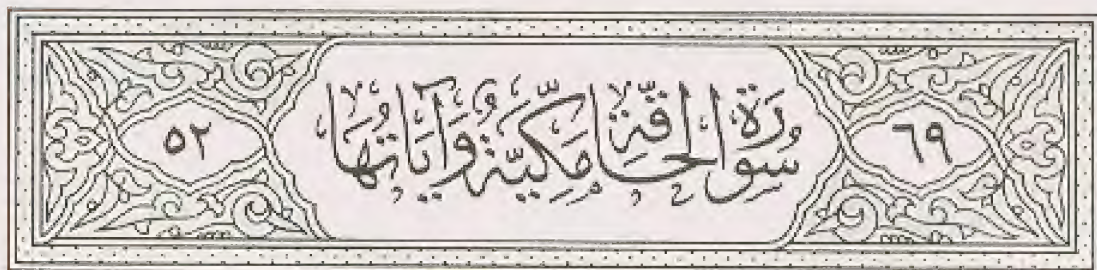 ٦٩ سُورَةُ الحَاقَّةِ مَكِّيَّةٌ وَآيَاتُهَا ٥٢